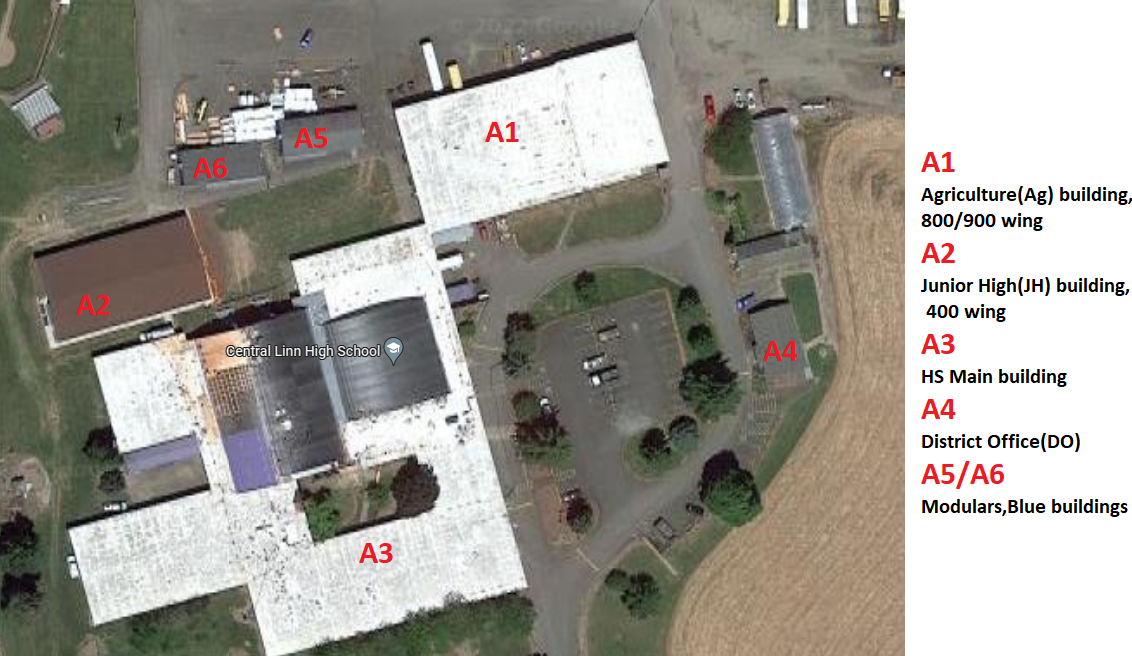 A1
A5
A6
A2
Central Linn High School
A4
A3
A1
Agriculture(Ag) building,
800/900 wing
A2
Junior High(JH) building,
400 wing
A3
HS Main building
A4
District Office(DO)
A5/A6
Modulars,Blue buildings